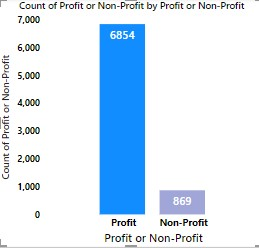 Count of Profit or Non-Profit by Profit or Non-Profit
7,000
6,000
5,000
4,000
3,000
2,000
1,000
0
Count of Profit or Non-Profit
6854
869
Profit
Non-Profit
Profit or Non-Profit